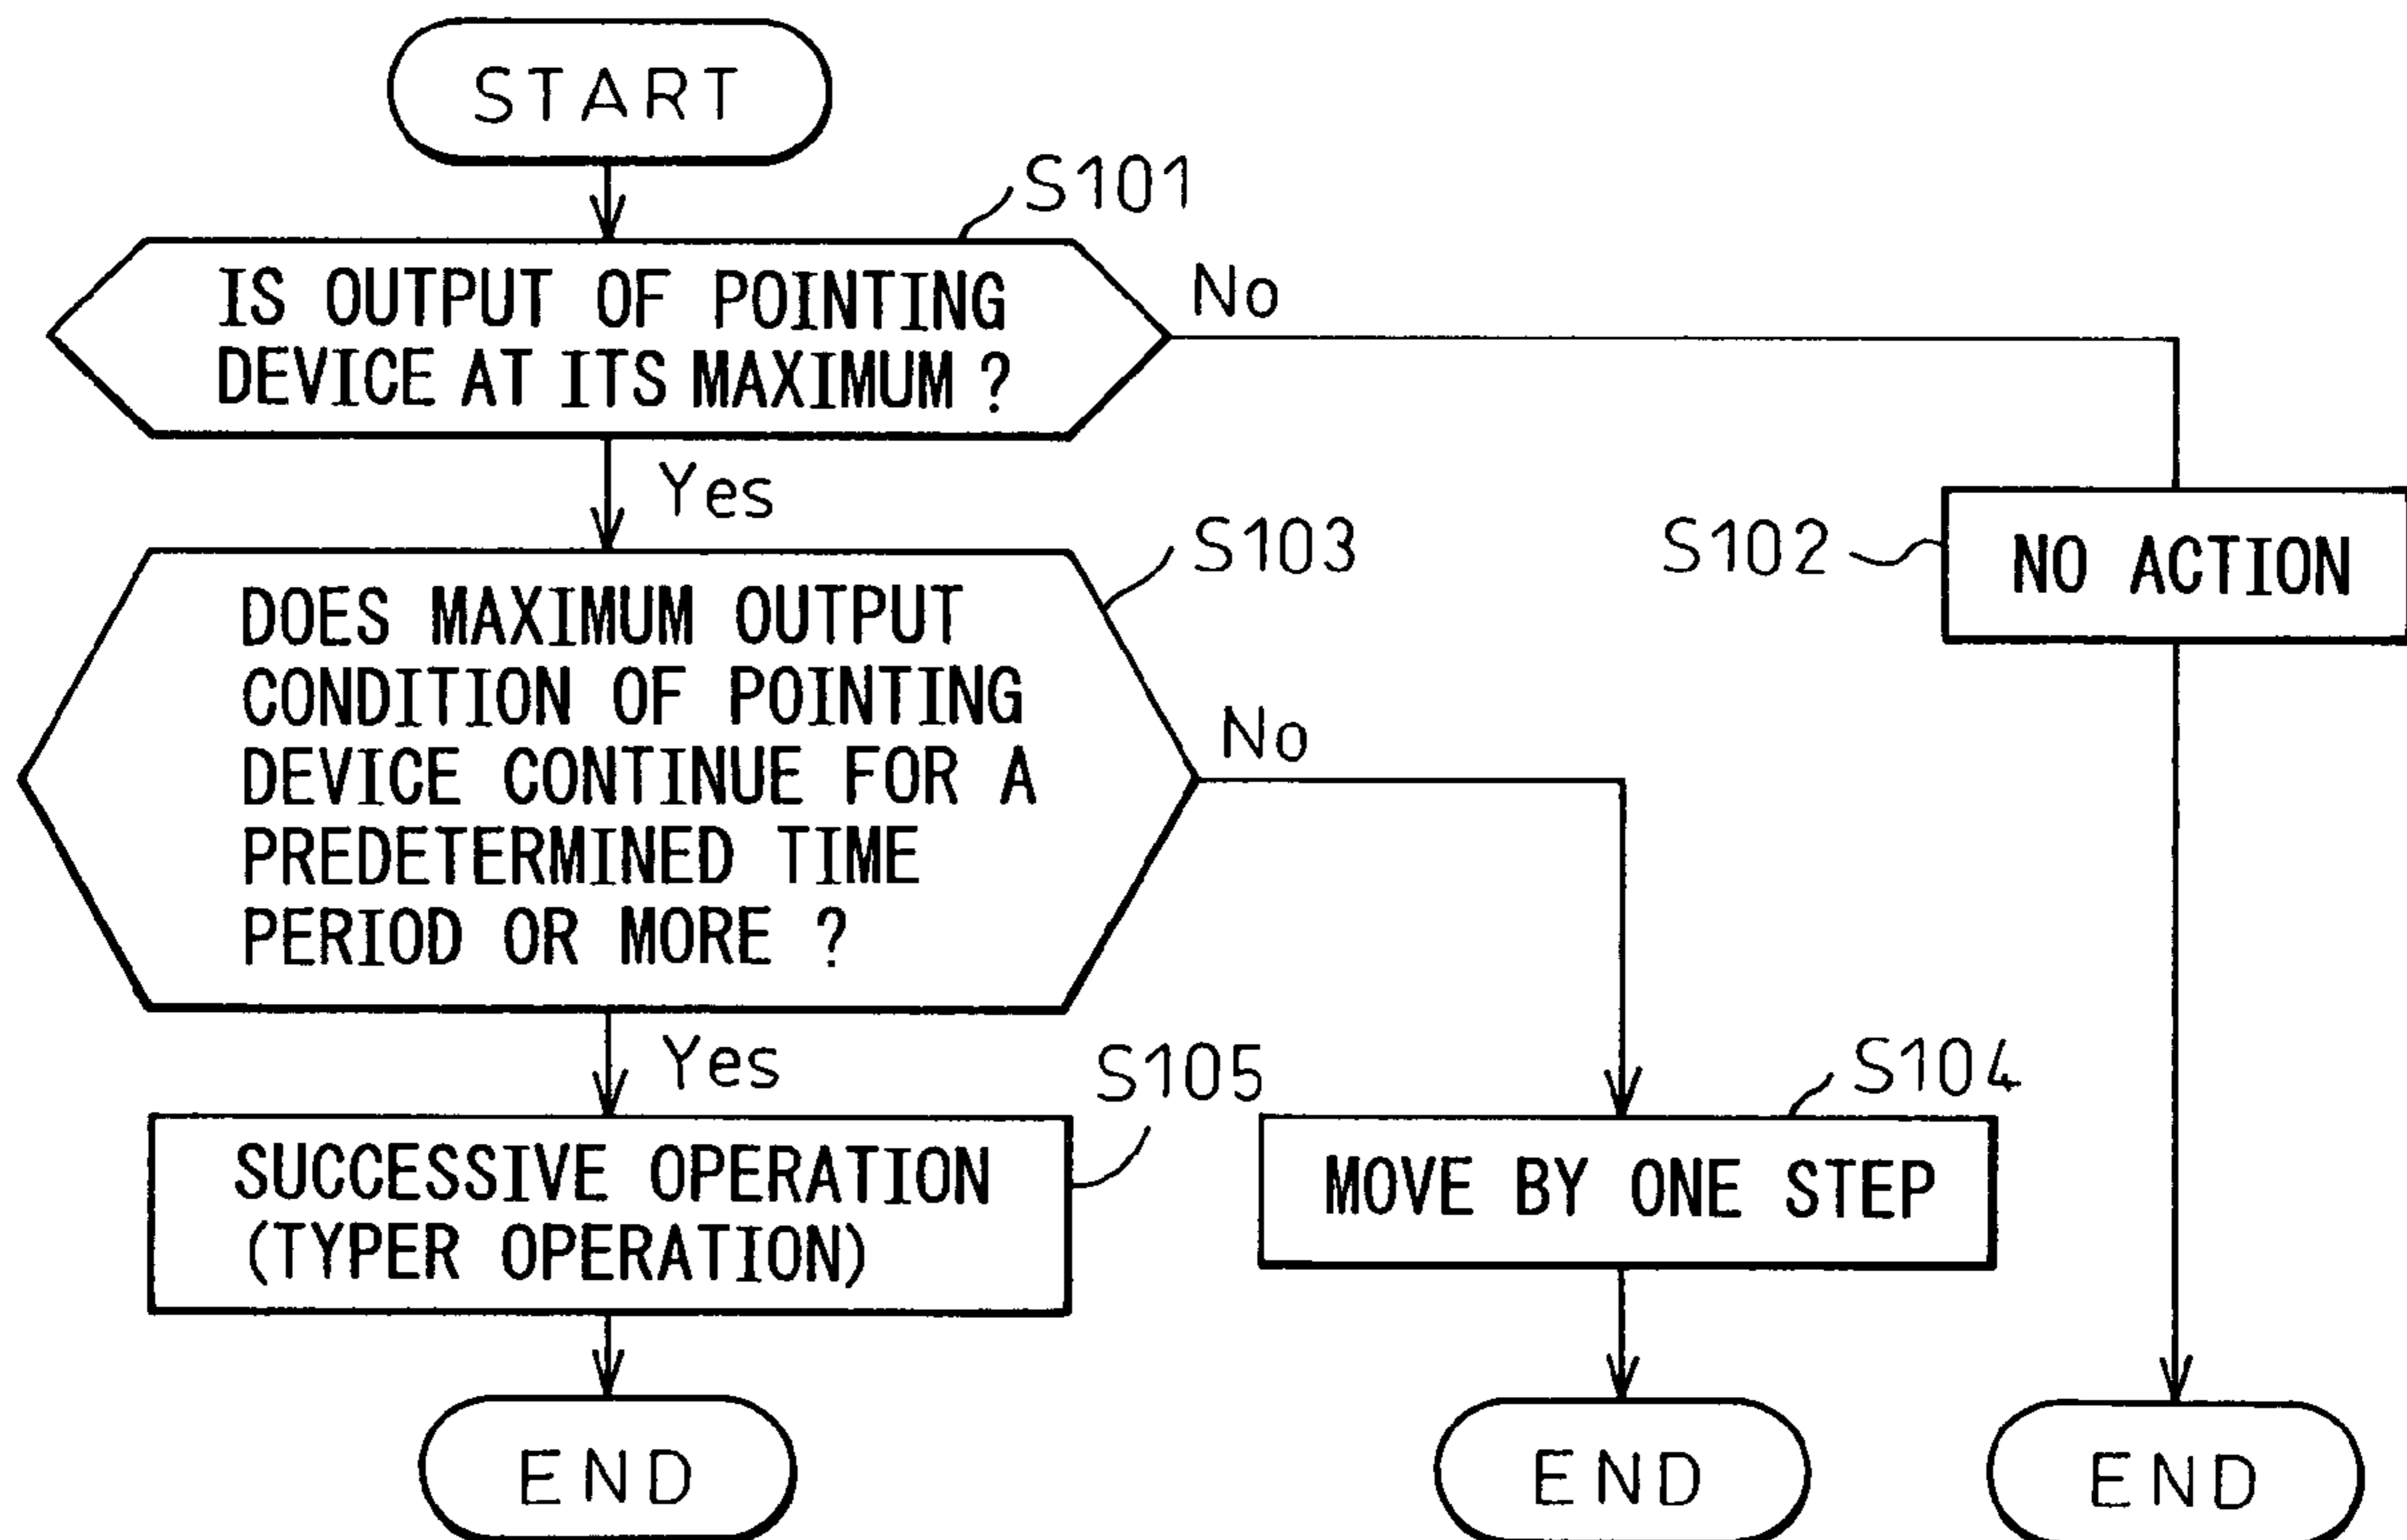 START
S101
IS OUTPUT OF POINTING
DEVICE AT ITS MAXIMUM ?
No
Yes
S102
NO ACTION
S103
DOES MAXIMUM OUTPUT
CONDITION OF POINTING
DEVICE CONTINUE FOR A
PREDETERMINED TIME
PERIOD OR MORE ?
No
Yes
S105
SUCCESSIVE OPERATION
(TYPER OPERATION)
S104
MOVE BY ONE STEP
END
END
END